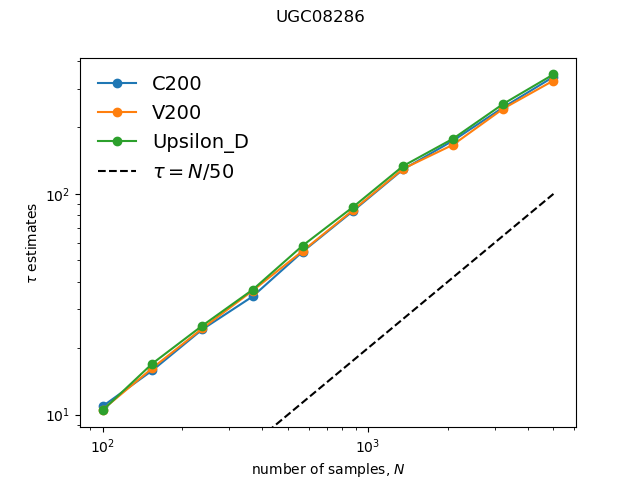 UGC08286
C200
V200
Upsilon_D
τ = N/50
τ estimates
10²
10¹
10² 10³
number of samples, N